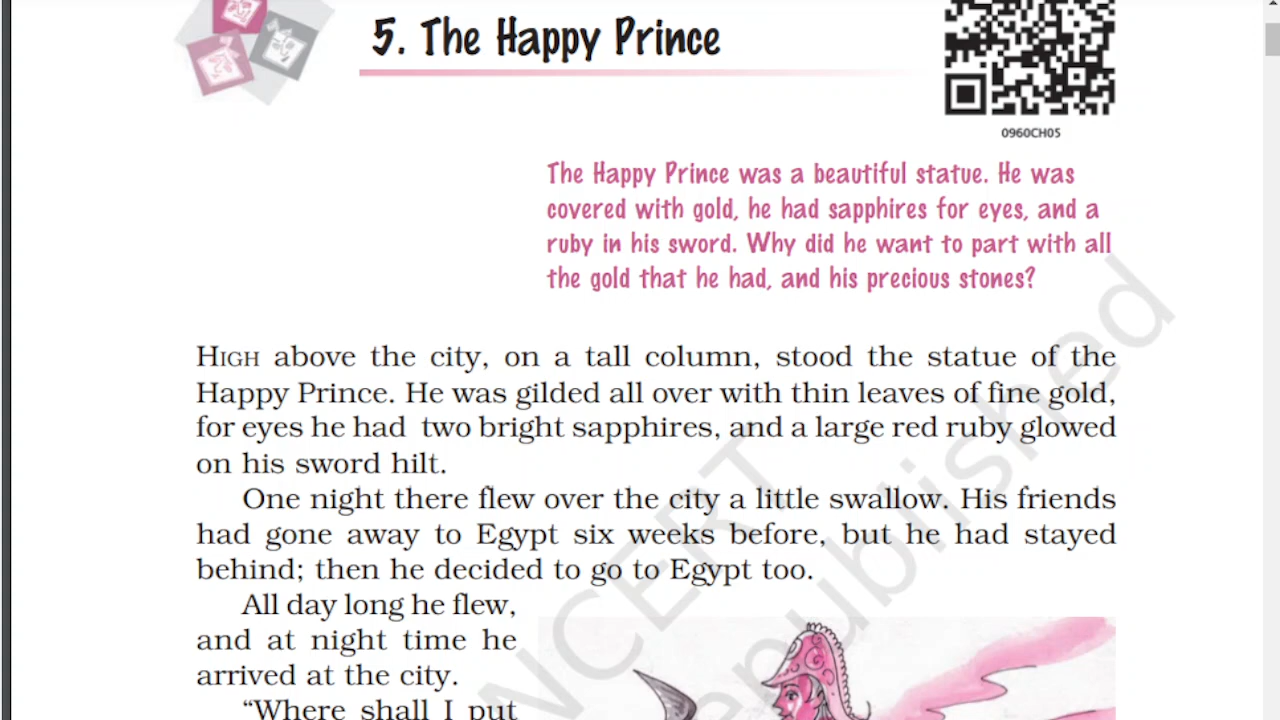 5. The Happy Prince
0960CH05
The Happy Prince was a beautiful statue. He was
covered with gold, he had sapphires for eyes, and a
ruby in his sword. Why did he want to part with all
the gold that he had, and his precious stones?
HIGH above the city, on a tall column, stood the statue of the
Happy Prince. He was gilded all over with thin leaves of fine gold,
for eyes he had two bright sapphires, and a large red ruby glowed
on his sword hilt.
One night there flew over the city a little swallow. His friends
had gone away to Egypt six weeks before, but he had stayed
behind; then he decided to go to Egypt too.
All day long he flew,
and at night time he
arrived at the city.
“Where shall I put
NCERT
republished